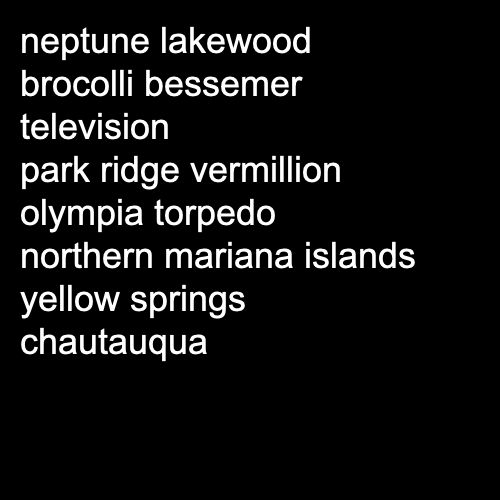 neptune lakewood
brocolli bessemer
television
park ridge vermillion
olympia torpedo
northern mariana islands
yellow springs
chautauqua